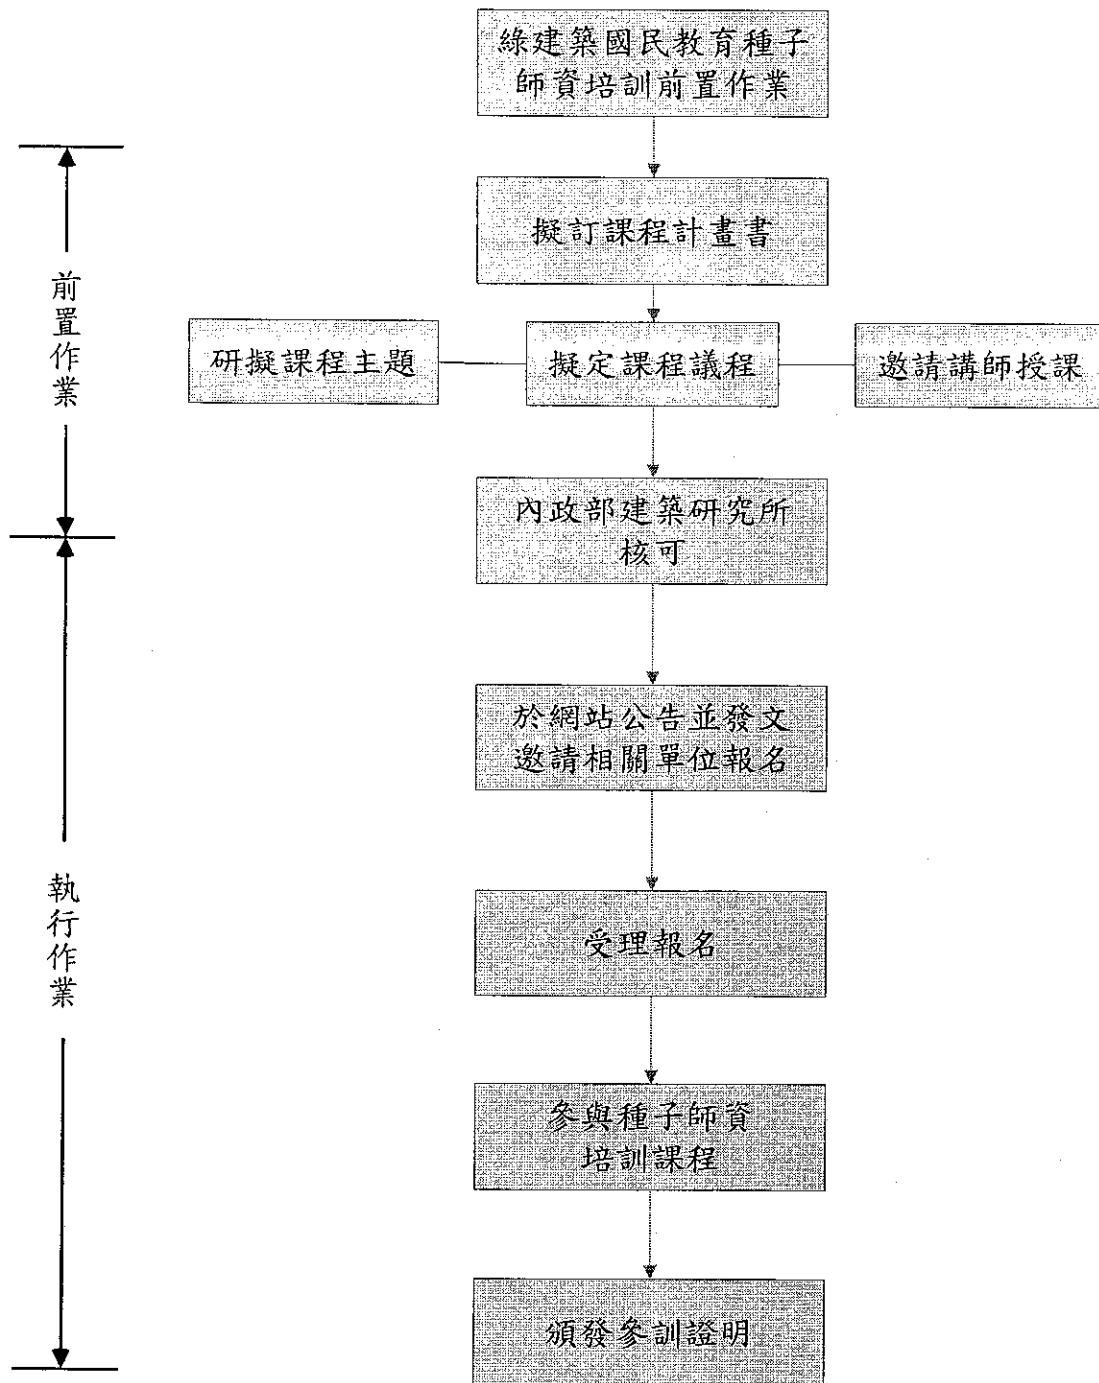 綠建築國民教育種子
師資培訓前置作業
擬訂課程計畫書
前置作業
研擬課程主題
擬定課程議程
邀請講師授課
內政部建築研究所
核可
於網站公告並發文
邀請相關單位報名
受理報名
執行作業
參與種子師資
培訓課程
頒發參訓證明